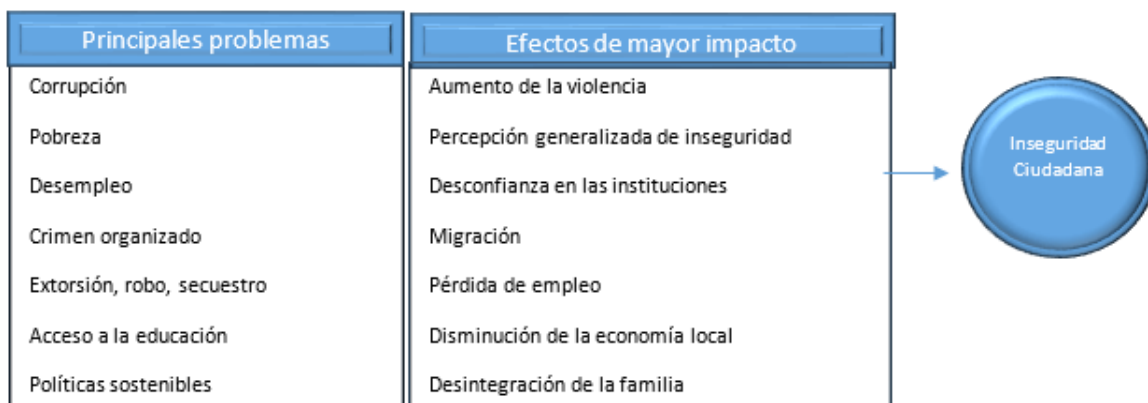 Principales problemas
Efectos de mayor impacto
Corrupción
Aumento de la violencia
Pobreza
Percepción generalizada de inseguridad
Desempleo
Desconfianza en las instituciones
Crimen organizado
Migración
Extorsión, robo, secuestro
Pérdida de empleo
Acceso a la educación
Disminución de la economía local
Políticas sostenibles
Desintegración de la familia
Inseguridad
Ciudadana